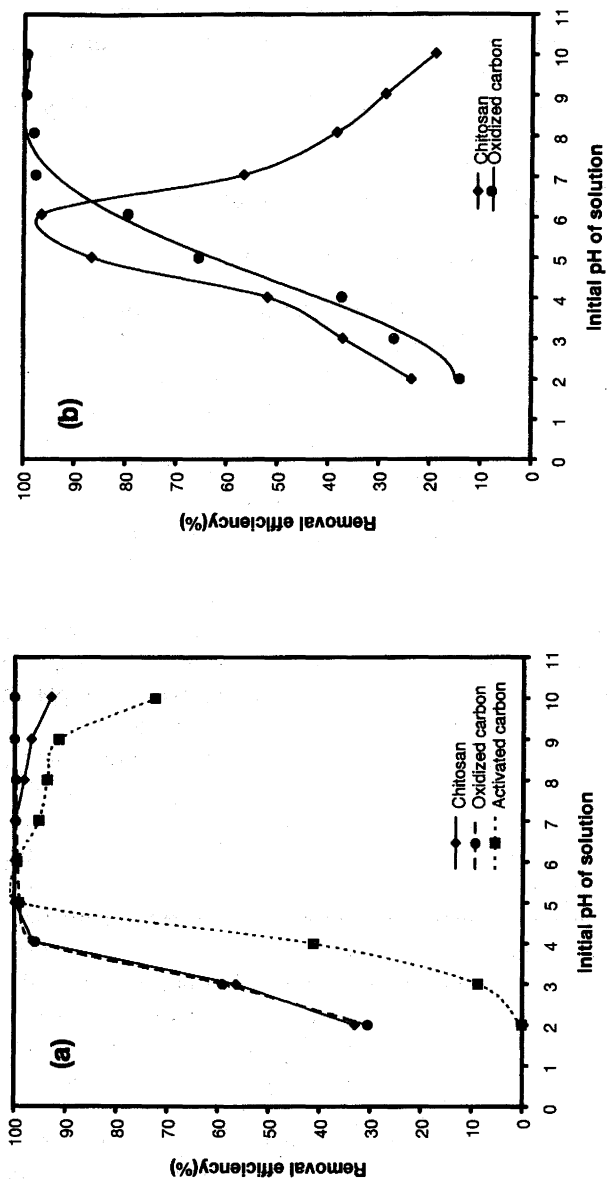 (a)
Removal efficiency(%)
100
90
80
70
60
50
40
30
20
10
0
0 1 2 3 4 5 6 7 8 9 10 11
Initial pH of solution
Chitosan
Oxidized carbon
Activated carbon
(b)
Removal efficiency(%)
100
90
80
70
60
50
40
30
20
10
0
0 1 2 3 4 5 6 7 8 9 10 11
Initial pH of solution
Chitosan
Oxidized carbon